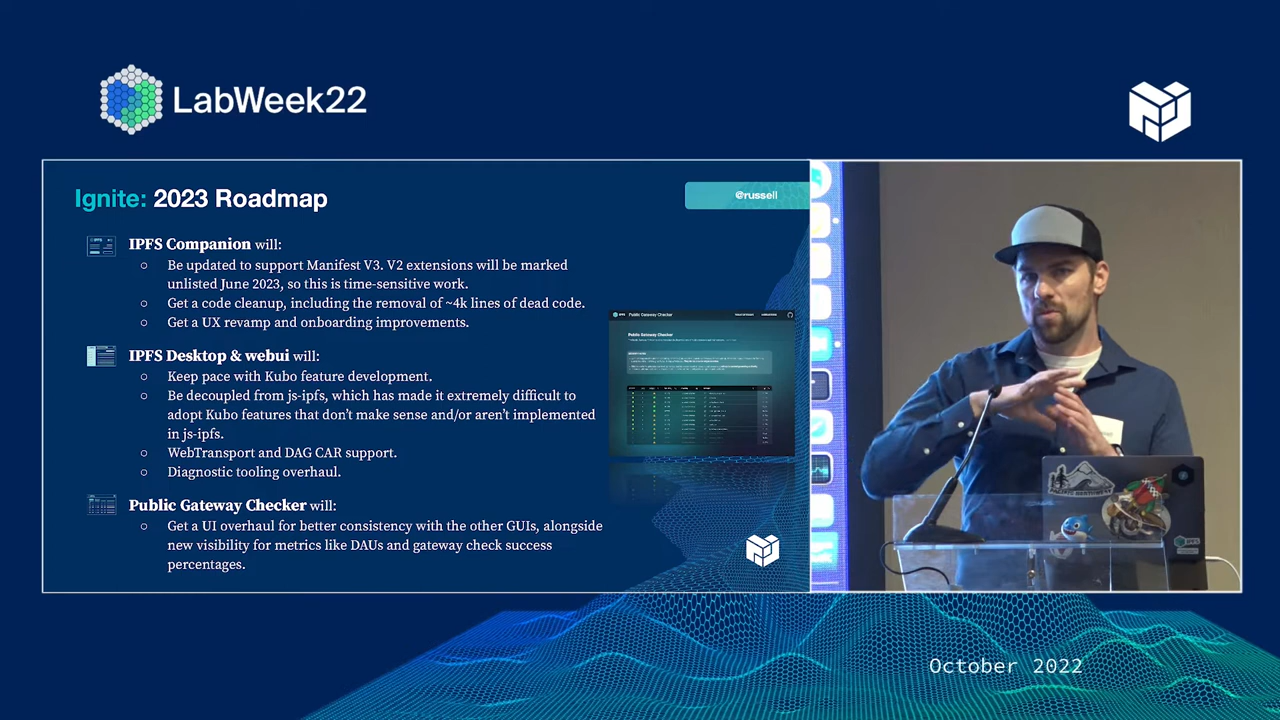 LabWeek22
Ignite: 2023 Roadmap
@russell
IPFS Companion will:
Be updated to support Manifest V3. V2 extensions will be marked
unlisted June 2023, so this is time-sensitive work.
Get a code cleanup, including the removal of ~4k lines of dead code.
Get a UX revamp and onboarding improvements.
IPFS Desktop & webui will:
Keep pace with Kubo feature development.
Be decoupled from js-ipfs, which has made it extremely difficult to
adopt Kubo features that don't make sense and/or aren't implemented
in js-ipfs.
WebTransport and DAG CAR support.
Diagnostic tooling overhaul.
Public Gateway Checker will:
Get a UI overhaul for better consistency with the other GUIs, alongside
new visibility for metrics like DAUs and gateway check success
percentages.
IPFS
Public Gateway Checker
Public Gateway Checker
IPFS
October 2022